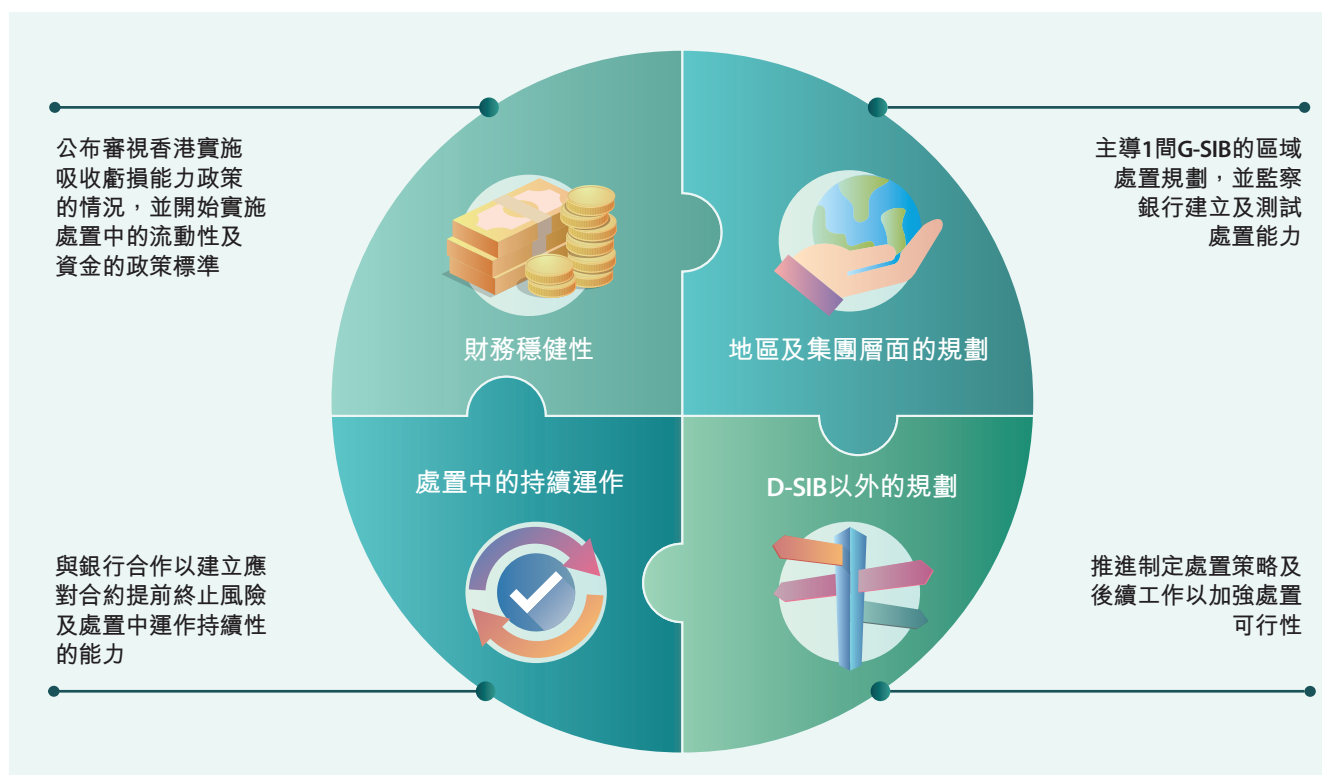 公布審視香港實施
吸收虧損能力政策
的情況，並開始實施
處置中的流動性及
資金的政策標準
財務穩健性
主導1間G-SIB的區域
處置規劃，並監察
銀行建立及測試
處置能力
地區及集團層面的規劃
處置中的持續運作
與銀行合作以建立應
對合約提前終止風險
及處置中運作持續性
的能力
D-SIB以外的規劃
推進制定處置策略及
後續工作以加強處置
可行性